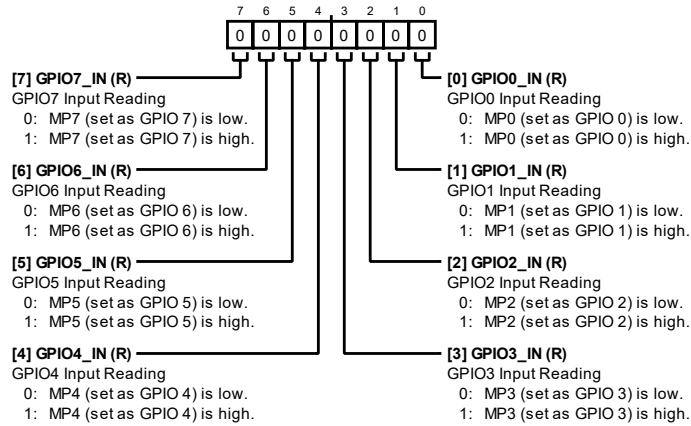 7 6 5 4 3 2 1 0
0 0 0 0 0 0 0 0
[7] GPIO7_IN (R)
GPIO7 Input Reading
0: MP7 (set as GPIO 7) is low.
1: MP7 (set as GPIO 7) is high.
[6] GPIO6_IN (R)
GPIO6 Input Reading
0: MP6 (set as GPIO 6) is low.
1: MP6 (set as GPIO 6) is high.
[5] GPIO5_IN (R)
GPIO5 Input Reading
0: MP5 (set as GPIO 5) is low.
1: MP5 (set as GPIO 5) is high.
[4] GPIO4_IN (R)
GPIO4 Input Reading
0: MP4 (set as GPIO 4) is low.
1: MP4 (set as GPIO 4) is high.
[0] GPIO0_IN (R)
GPIO0 Input Reading
0: MP0 (set as GPIO 0) is low.
1: MP0 (set as GPIO 0) is high.
[1] GPIO1_IN (R)
GPIO1 Input Reading
0: MP1 (set as GPIO 1) is low.
1: MP1 (set as GPIO 1) is high.
[2] GPIO2_IN (R)
GPIO2 Input Reading
0: MP2 (set as GPIO 2) is low.
1: MP2 (set as GPIO 2) is high.
[3] GPIO3_IN (R)
GPIO3 Input Reading
0: MP3 (set as GPIO 3) is low.
1: MP3 (set as GPIO 3) is high.